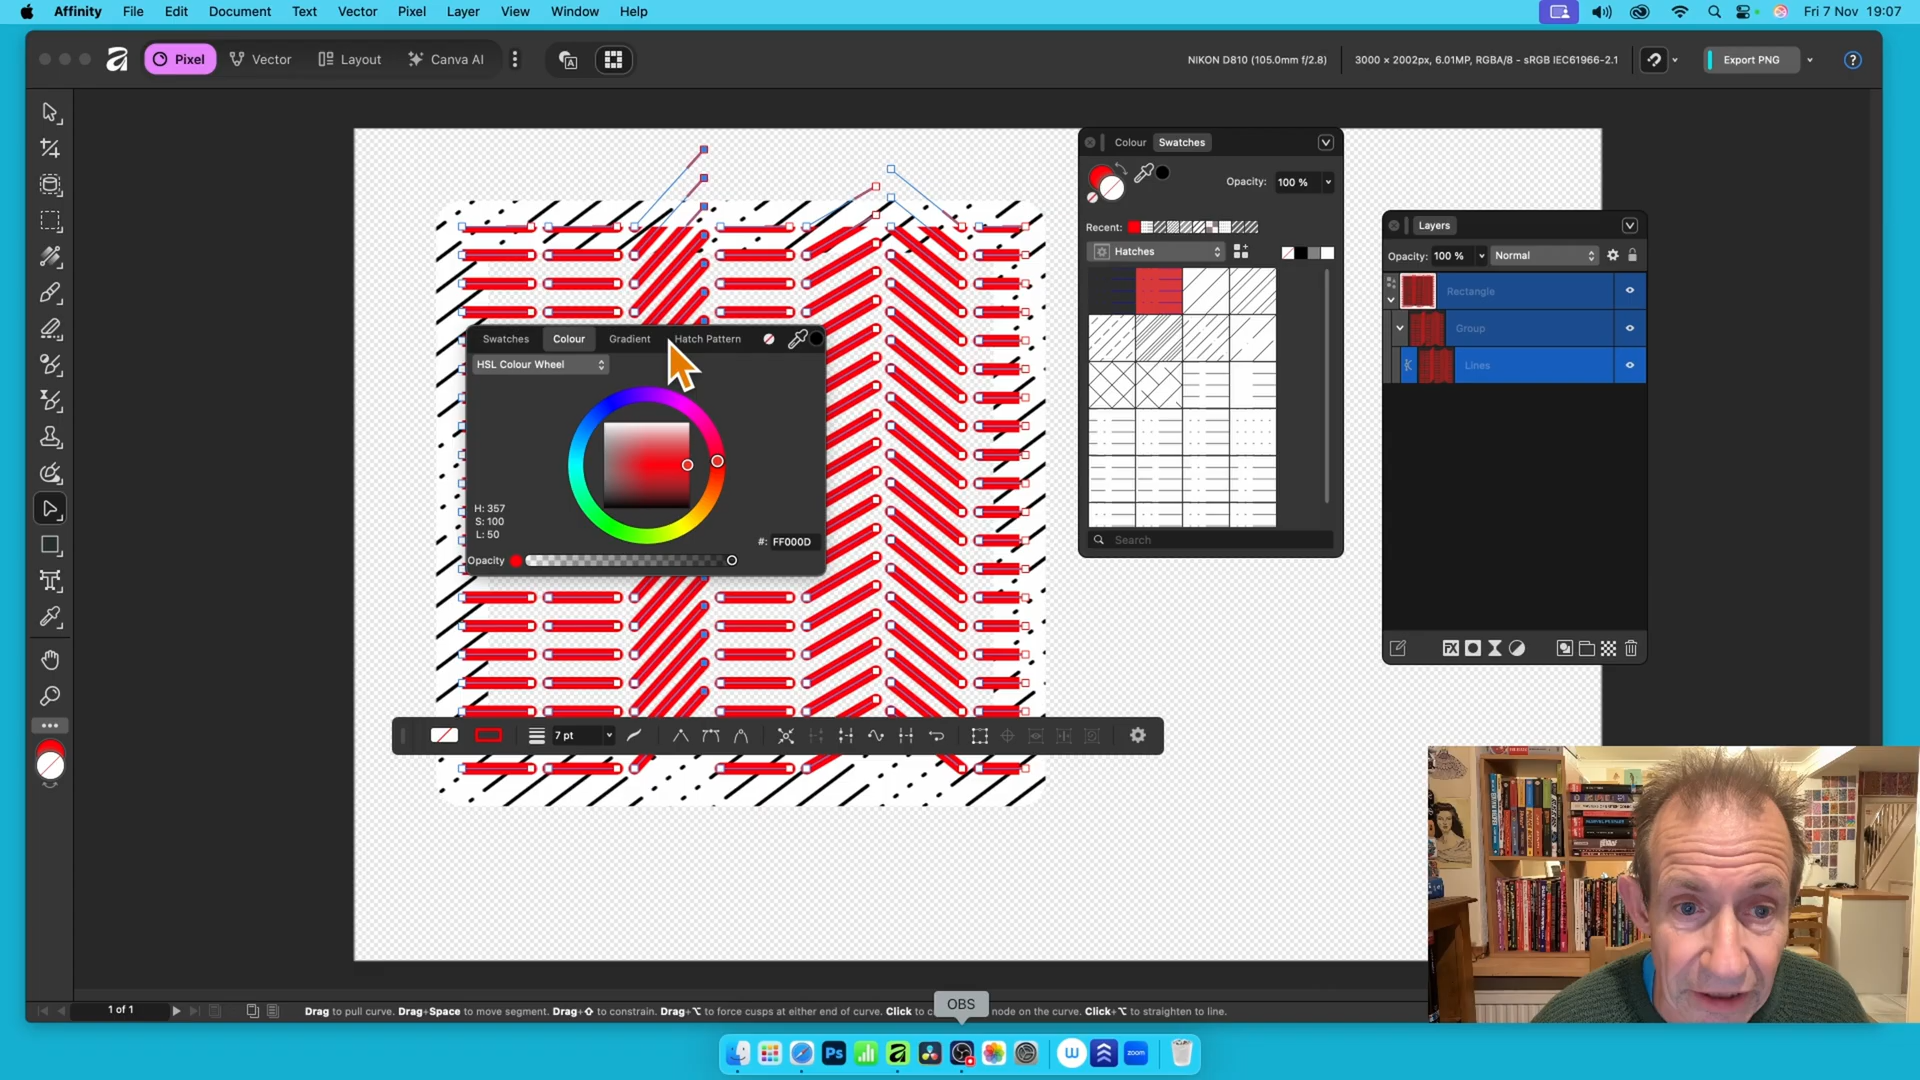 Affinity File Edit Document Text Vector Pixel Layer View Window Help Fri 7 Nov 19:07
Pixel Vector Layout Canva AI NIKON D810 (105.0mm f/2.8) 3000 × 2002px, 6.01MP, RGBA/8 - sRGB IEC61966-2.1 Export PNG ?
Colour Swatches
Opacity: 100 %
Recent:
Hatches
Search
Layers
Opacity: 100 % Normal
Rectangle
Group
Lines
FX
Swatches Colour Gradient Hatch Pattern
HSL Colour Wheel
H: 357
S: 100
L: 50
#: FF000D
Opacity
7 pt
1 of 1
Drag to pull curve. Drag+Space to move segment. Drag+⇧ to constrain. Drag+⌥ to force cusps at either end of curve. Click to c node on the curve. Click+⌥ to straighten to line.
OBS
Ps
W
zoom